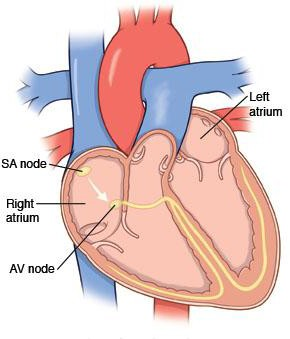 Left
atrium
SA node
Right
atrium
AV node